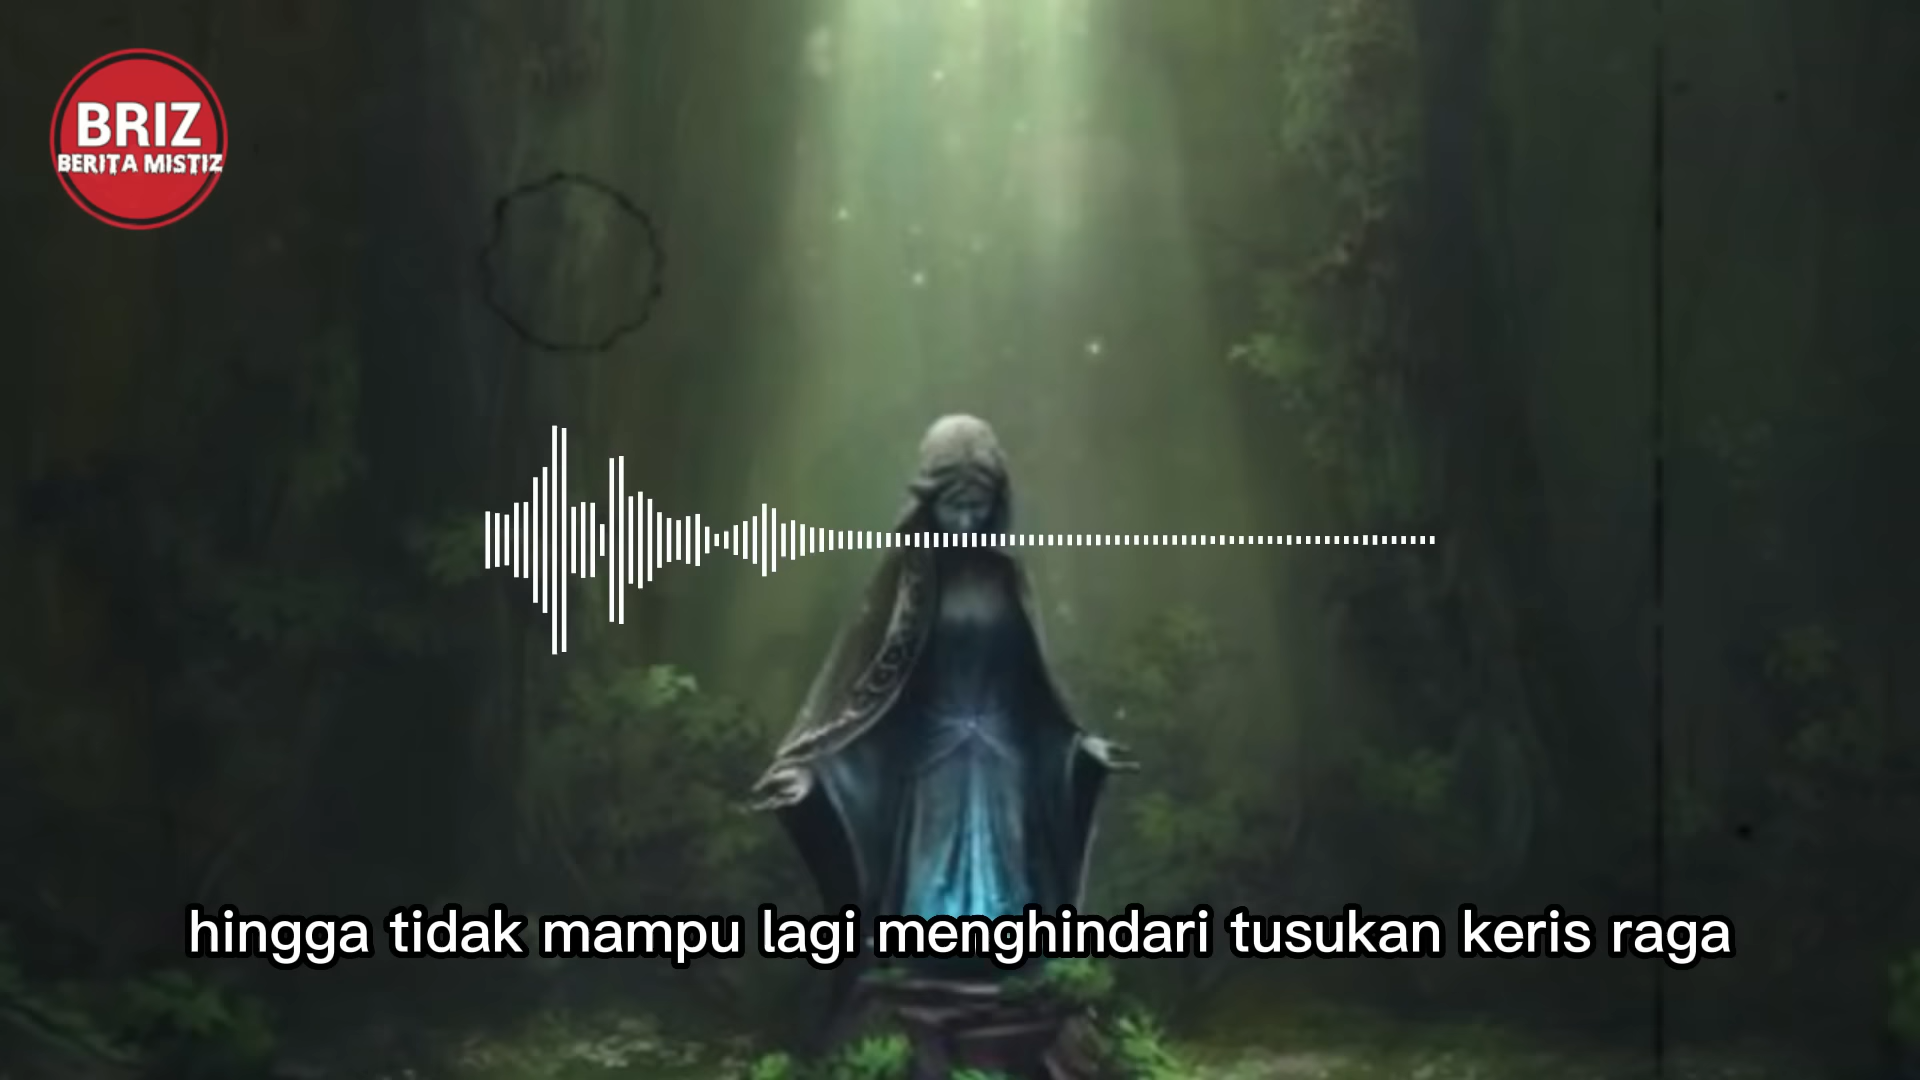 BRIZ
BERITA MISTIZ
hingga tidak mampu lagi menghindari tusukan keris raga